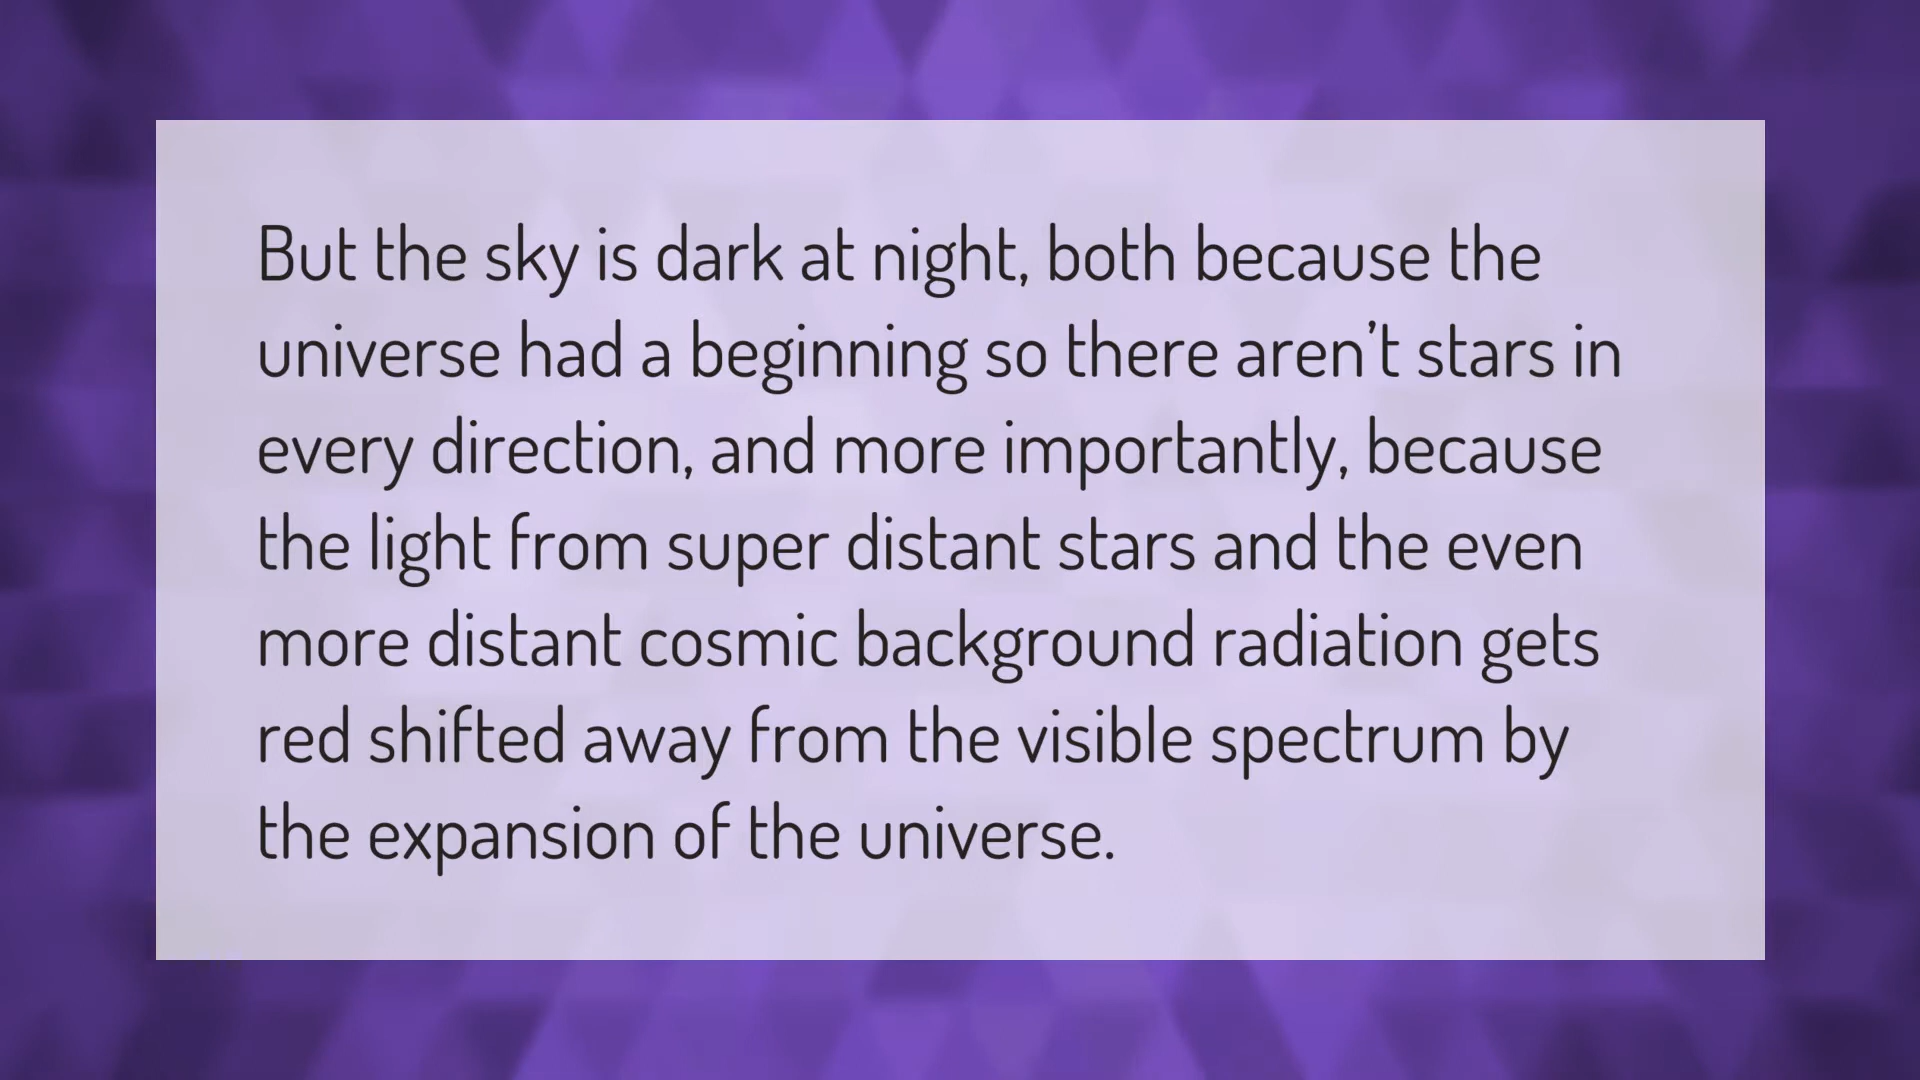 But the sky is dark at night, both because the
universe had a beginning so there aren't stars in
every direction, and more importantly, because
the light from super distant stars and the even
more distant cosmic background radiation gets
red shifted away from the visible spectrum by
the expansion of the universe.